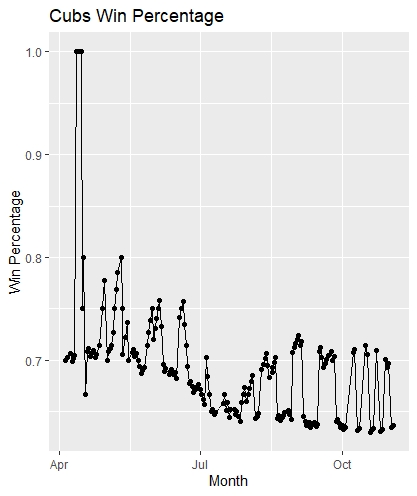 Cubs Win Percentage
1.0
0.9
0.8
0.7
Win Percentage
Apr Jul Oct
Month